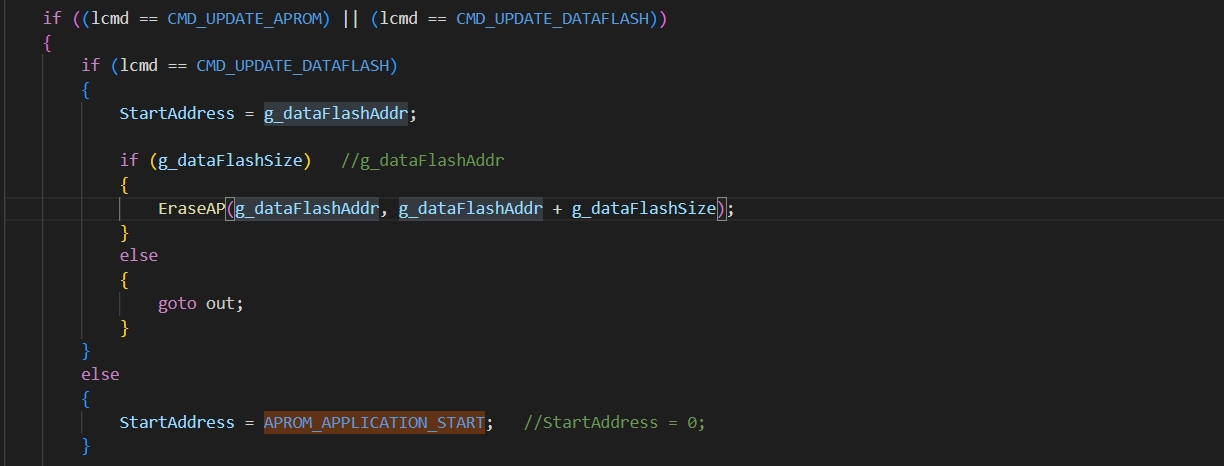 if ((lcmd == CMD_UPDATE_APROM) || (lcmd == CMD_UPDATE_DATAFLASH))
{
if (lcmd == CMD_UPDATE_DATAFLASH)
{
StartAddress = g_dataFlashAddr;
if (g_dataFlashSize)   //g_dataFlashAddr
{
EraseAP(g_dataFlashAddr, g_dataFlashAddr + g_dataFlashSize);
}
else
{
goto out;
}
}
else
{
StartAddress = APROM_APPLICATION_START;   //StartAddress = 0;
}